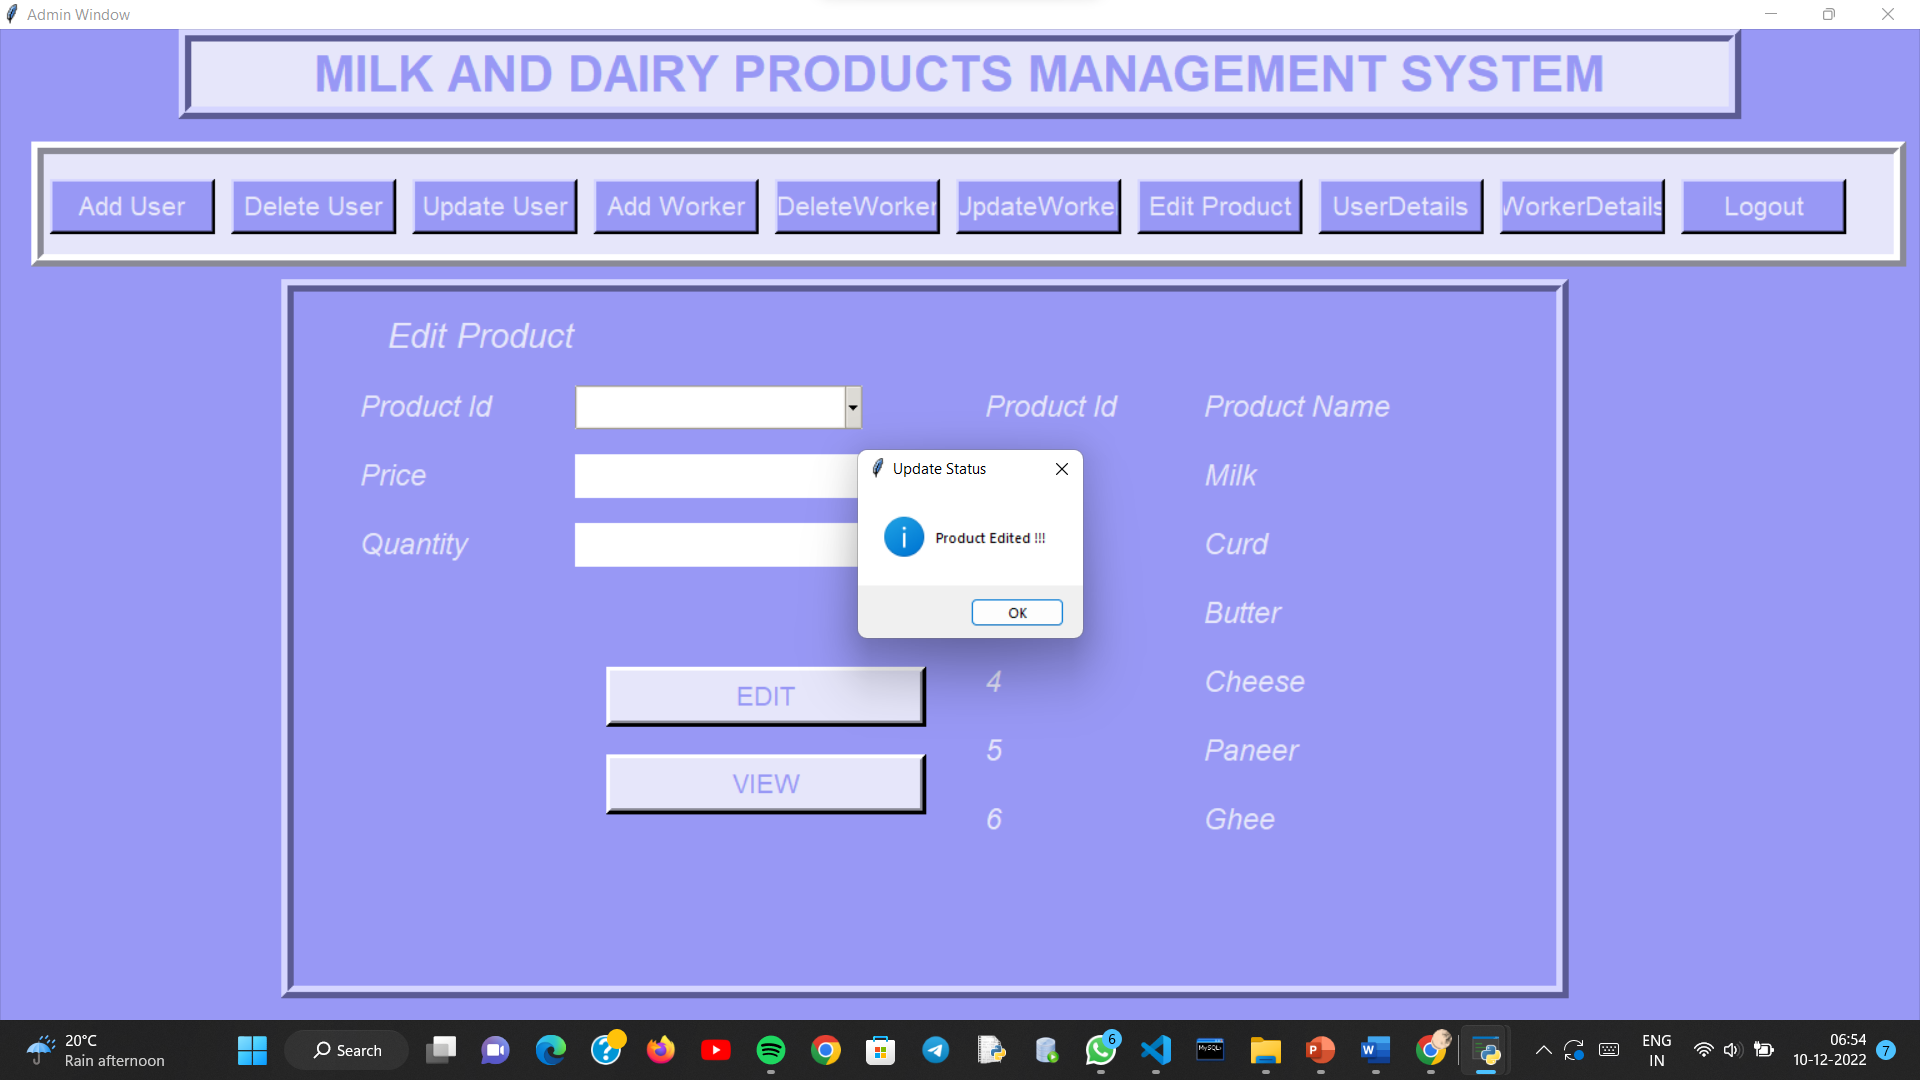 Admin Window
MILK AND DAIRY PRODUCTS MANAGEMENT SYSTEM
Add User Delete User Update User Add Worker DeleteWorker UpdateWorke Edit Product UserDetails WorkerDetails Logout
Edit Product
Product Id Product Id Product Name
Price Milk
Quantity Curd
Update Status
Product Edited !!!
OK
Butter
EDIT 4 Cheese
VIEW 5 Paneer
6 Ghee
20°C
Rain afternoon
Search
6
MySQL
ENG
IN
06:54
10-12-2022
7